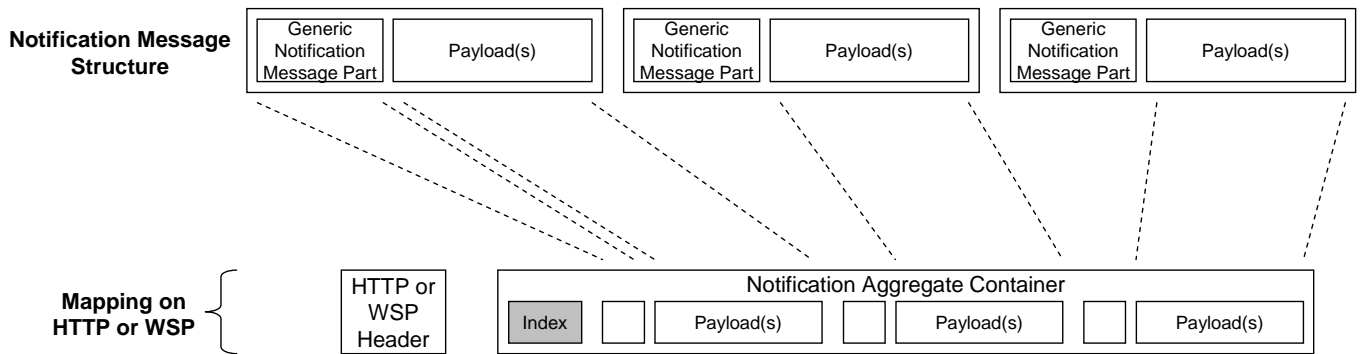 Notification Message
Structure
Generic
Notification
Message Part
Payload(s)
Generic
Notification
Message Part
Payload(s)
Generic
Notification
Message Part
Payload(s)
Mapping on
HTTP or WSP
HTTP or
WSP
Header
Notification Aggregate Container
Index
Payload(s)
Payload(s)
Payload(s)